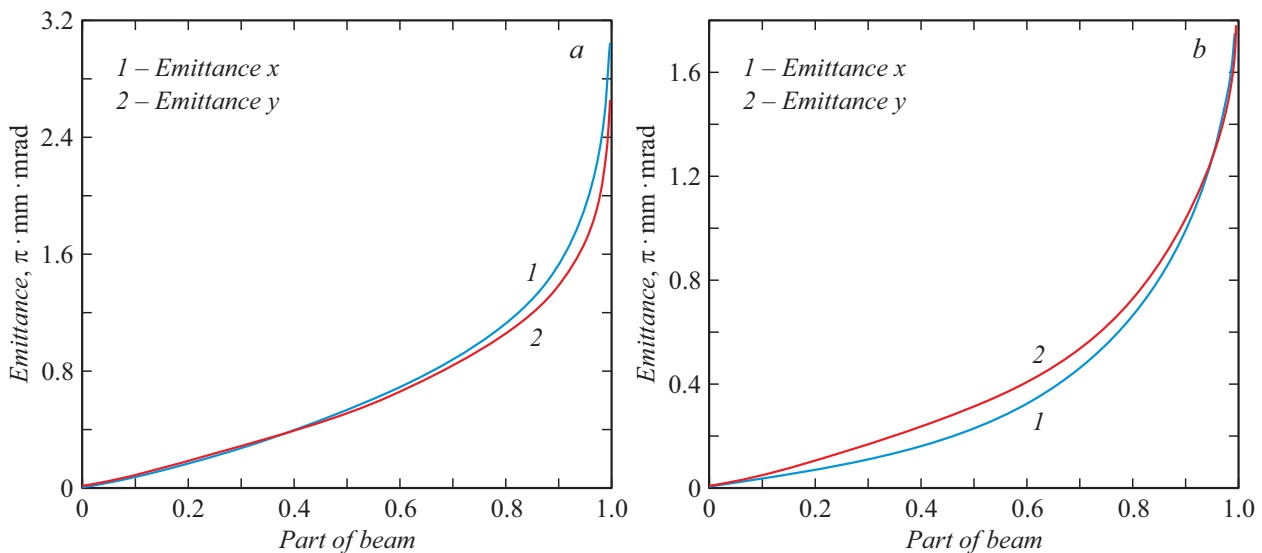 a
1 – Emittance x
2 – Emittance y
3.2
2.4
1.6
0.8
0
Emittance, π · mm · mrad
1
2
0 0.2 0.4 0.6 0.8 1.0
Part of beam
b
1 – Emittance x
2 – Emittance y
1.6
1.2
0.8
0.4
0
Emittance, π · mm · mrad
2
1
0 0.2 0.4 0.6 0.8 1.0
Part of beam